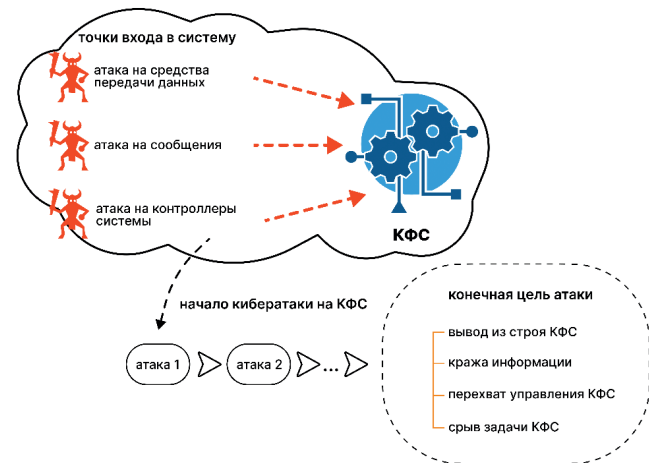 точки входа в систему
атака на средства
передачи данных
атака на сообщения
атака на контроллеры
системы
КФС
начало кибератаки на КФС
атака 1
атака 2
...
конечная цель атаки
вывод из строя КФС
кража информации
перехват управления КФС
срыв задачи КФС